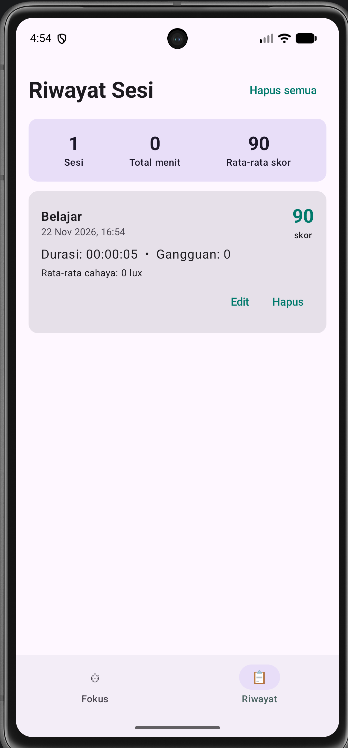 4:54
Riwayat Sesi
Hapus semua
1 0 90
Sesi Total menit Rata-rata skor
Belajar
90
22 Nov 2026, 16:54
skor
Durasi: 00:00:05 • Gangguan: 0
Rata-rata cahaya: 0 lux
Edit Hapus
Fokus Riwayat